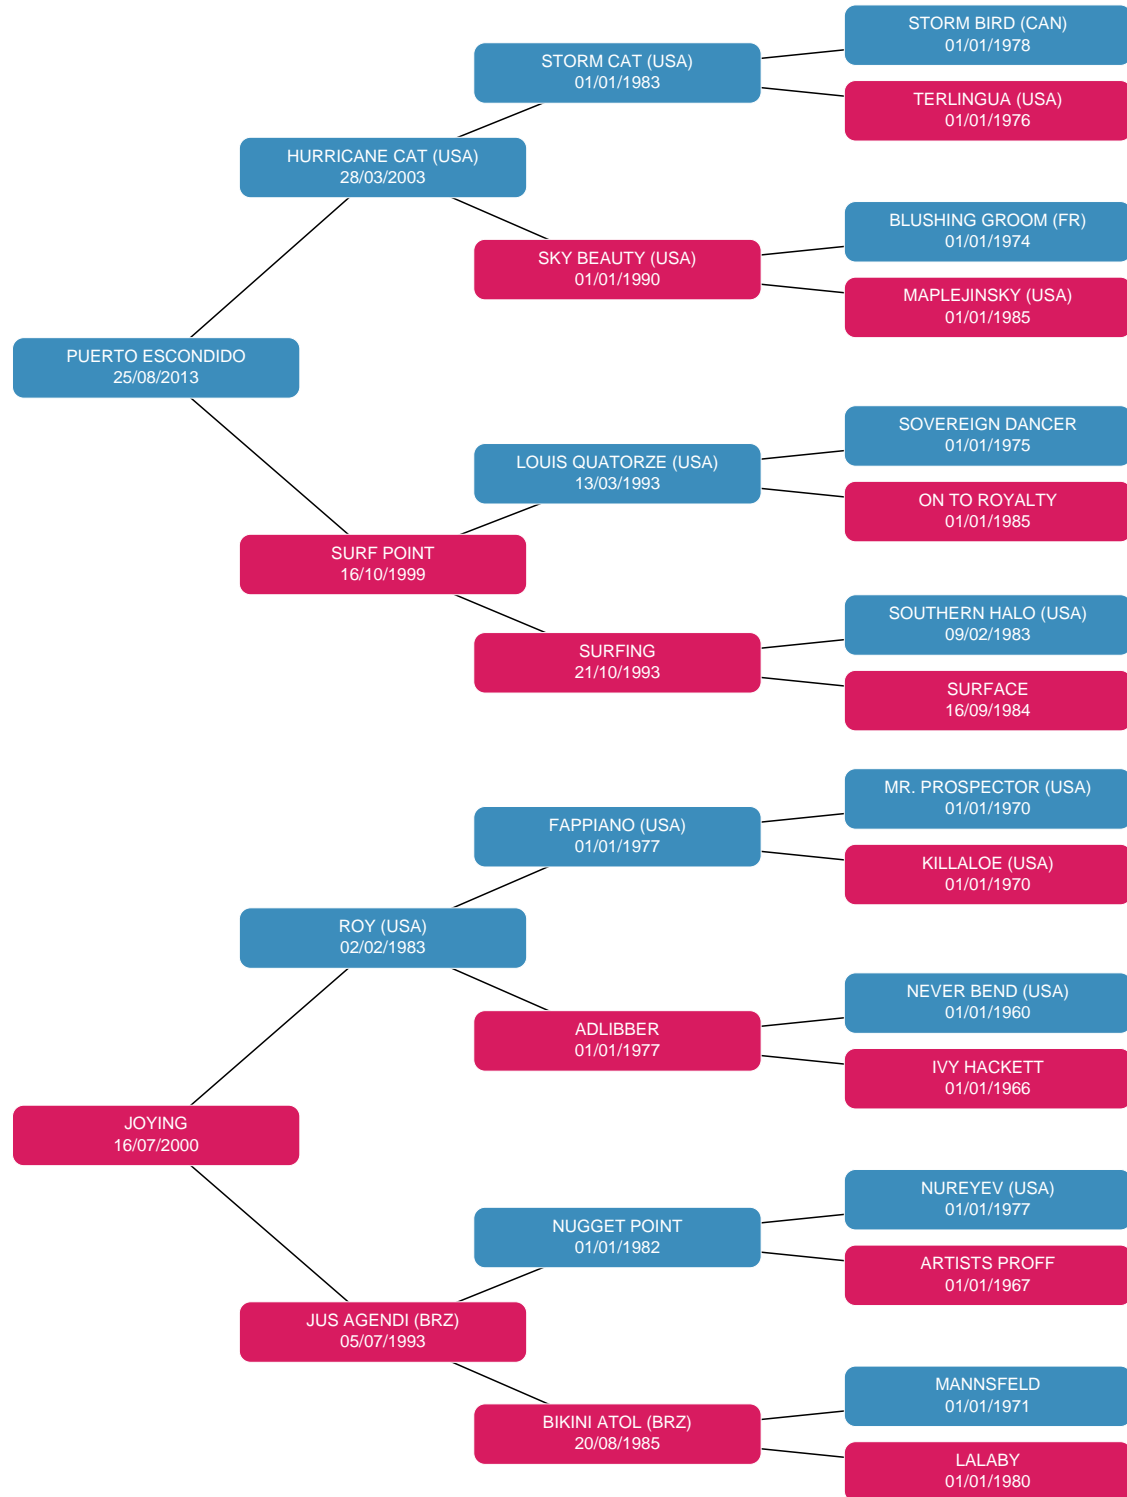 STORM BIRD (CAN)
01/01/1978
STORM CAT (USA)
01/01/1983
TERLINGUA (USA)
01/01/1976
HURRICANE CAT (USA)
28/03/2003
BLUSHING GROOM (FR)
01/01/1974
SKY BEAUTY (USA)
01/01/1990
MAPLEJINSKY (USA)
01/01/1985
PUERTO ESCONDIDO
25/08/2013
SOVEREIGN DANCER
01/01/1975
LOUIS QUATORZE (USA)
13/03/1993
ON TO ROYALTY
01/01/1985
SURF POINT
16/10/1999
SOUTHERN HALO (USA)
09/02/1983
SURFING
21/10/1993
SURFACE
16/09/1984
MR. PROSPECTOR (USA)
01/01/1970
FAPPIANO (USA)
01/01/1977
KILLALOE (USA)
01/01/1970
ROY (USA)
02/02/1983
NEVER BEND (USA)
01/01/1960
ADLIBBER
01/01/1977
IVY HACKETT
01/01/1966
JOYING
16/07/2000
NUREYEV (USA)
01/01/1977
NUGGET POINT
01/01/1982
ARTISTS PROFF
01/01/1967
JUS AGENDI (BRZ)
05/07/1993
MANNSFELD
01/01/1971
BIKINI ATOL (BRZ)
20/08/1985
LALABY
01/01/1980